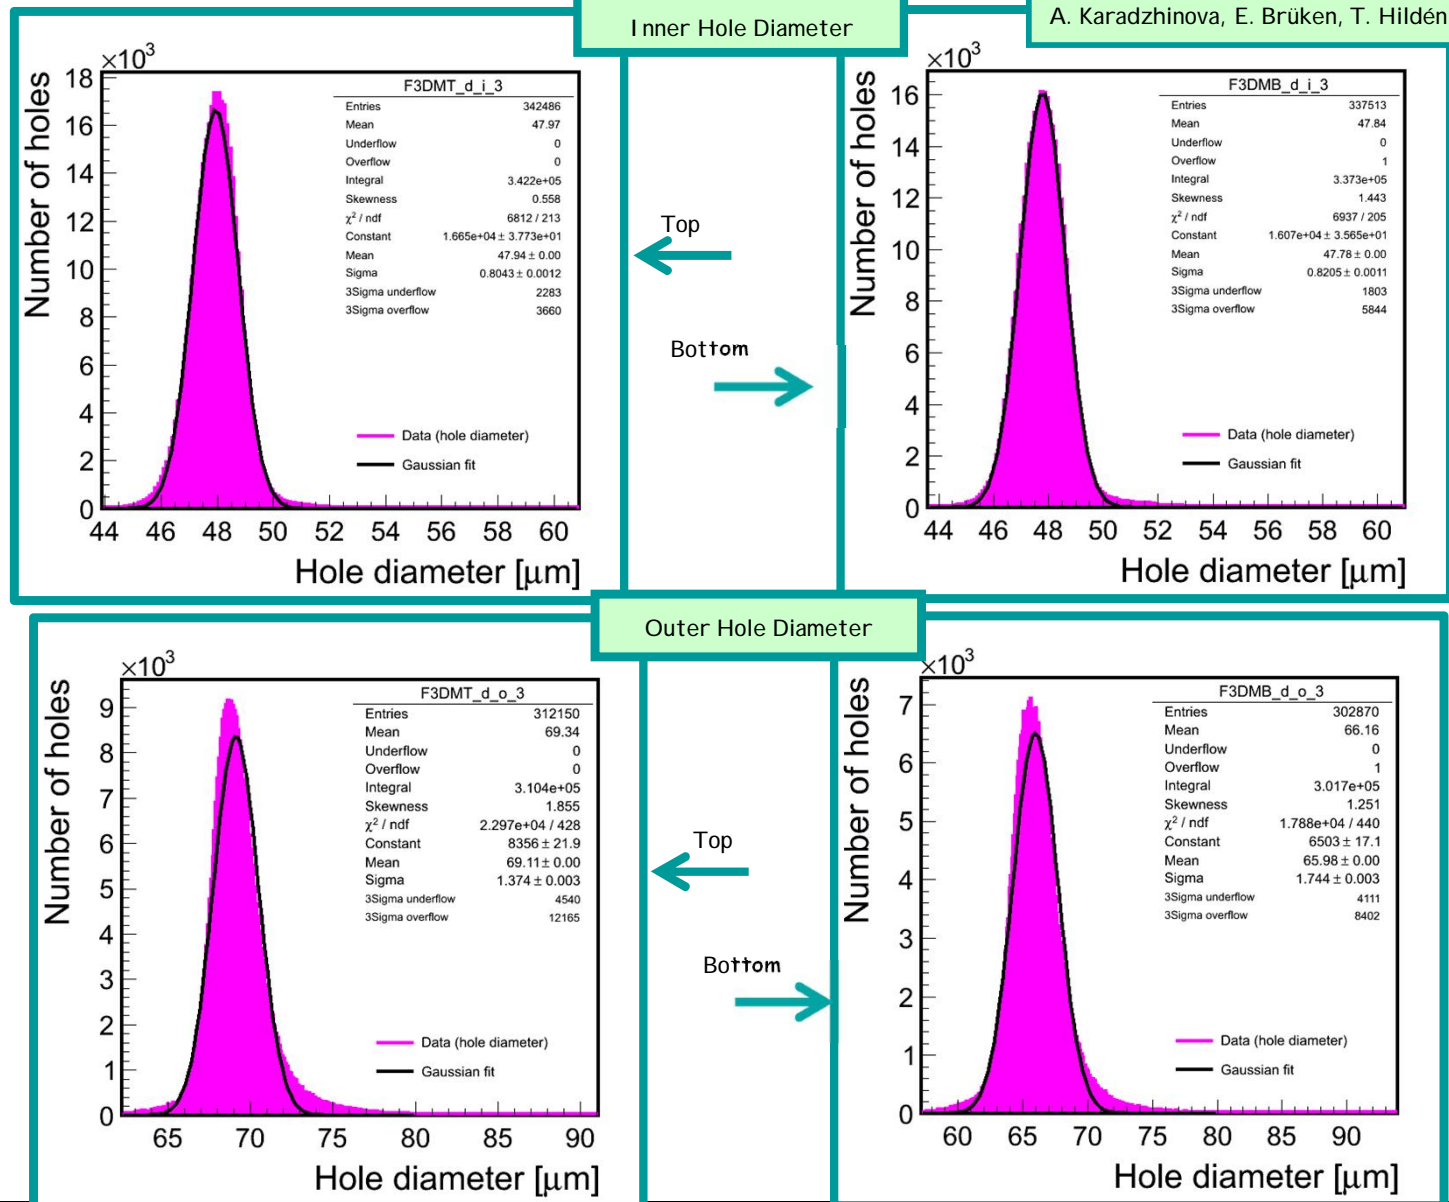 Inner Hole Diameter
A. Karadzhinova, E. Brüken, T. Hildén
×10³
Number of holes
18
16
14
12
10
8
6
4
2
0
F3DMT_d_i_3
Entries 342486
Mean 47.97
Underflow 0
Overflow 0
Integral 3.422e+05
Skewness 0.558
χ² / ndf 6812 / 213
Constant 1.665e+04 ± 3.773e+01
Mean 47.94 ± 0.00
Sigma 0.8043 ± 0.0012
3Sigma underflow 2283
3Sigma overflow 3660
Data (hole diameter)
Gaussian fit
44 46 48 50 52 54 56 58 60
Hole diameter [μm]
Top
Bottom
×10³
Number of holes
16
14
12
10
8
6
4
2
0
F3DMB_d_i_3
Entries 337513
Mean 47.84
Underflow 0
Overflow 1
Integral 3.373e+05
Skewness 1.443
χ² / ndf 6937 / 205
Constant 1.607e+04 ± 3.565e+01
Mean 47.78 ± 0.00
Sigma 0.8205 ± 0.0011
3Sigma underflow 1803
3Sigma overflow 5844
Data (hole diameter)
Gaussian fit
44 46 48 50 52 54 56 58 60
Hole diameter [μm]
Outer Hole Diameter
×10³
Number of holes
9
8
7
6
5
4
3
2
1
0
F3DMT_d_o_3
Entries 312150
Mean 69.34
Underflow 0
Overflow 0
Integral 3.104e+05
Skewness 1.855
χ² / ndf 2.297e+04 / 428
Constant 8356 ± 21.9
Mean 69.11 ± 0.00
Sigma 1.374 ± 0.003
3Sigma underflow 4540
3Sigma overflow 12165
Data (hole diameter)
Gaussian fit
65 70 75 80 85 90
Hole diameter [μm]
Top
Bottom
×10³
Number of holes
7
6
5
4
3
2
1
0
F3DMB_d_o_3
Entries 302870
Mean 66.16
Underflow 0
Overflow 1
Integral 3.017e+05
Skewness 1.251
χ² / ndf 1.788e+04 / 440
Constant 6503 ± 17.1
Mean 65.98 ± 0.00
Sigma 1.744 ± 0.003
3Sigma underflow 4111
3Sigma overflow 8402
Data (hole diameter)
Gaussian fit
60 65 70 75 80 85 90
Hole diameter [μm]